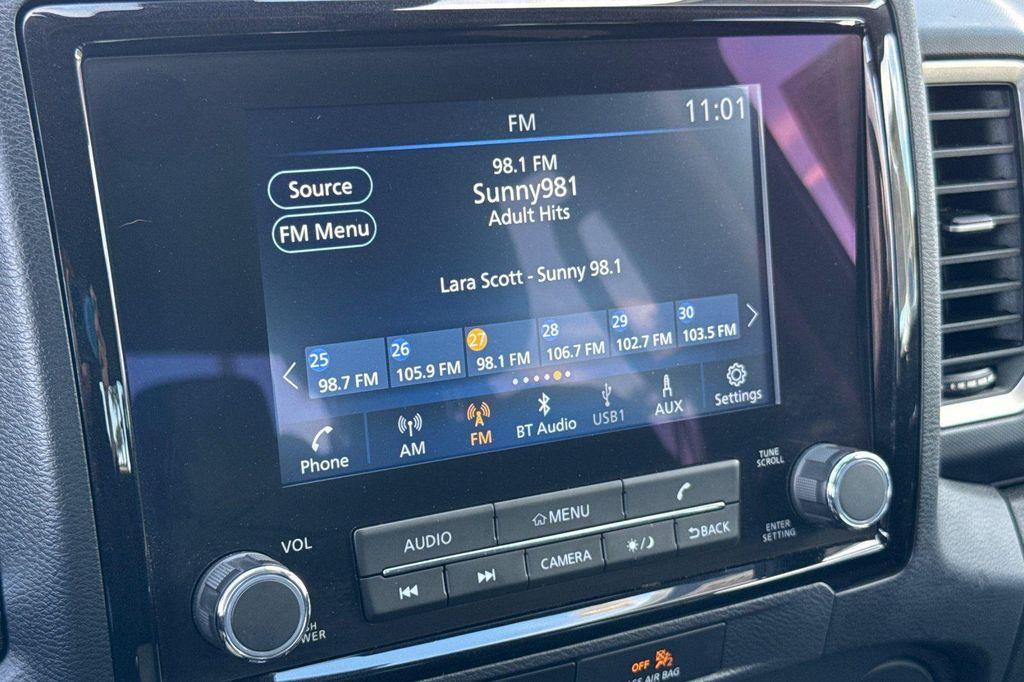 FM
11:01
Source
98.1 FM
Sunny981
Adult Hits
FM Menu
Lara Scott - Sunny 98.1
25
98.7 FM
26
105.9 FM
27
98.1 FM
28
106.7 FM
29
102.7 FM
30
103.5 FM
Phone
AM
FM
BT Audio
USB1
AUX
Settings
TUNE
SCROLL
AUDIO
MENU
VOL
CAMERA
BACK
ENTER
SETTING
OFF
AIR BAG